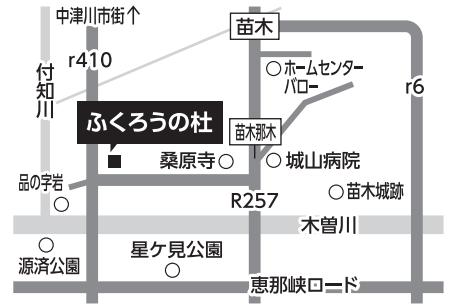 中津川市街↑
苗木
r410
ホームセンター
バロー
付知川
r6
ふくろうの杜
苗木那木
桑原寺
城山病院
品の字岩
苗木城跡
R257
木曽川
源済公園
星ケ見公園
恵那峡ロード